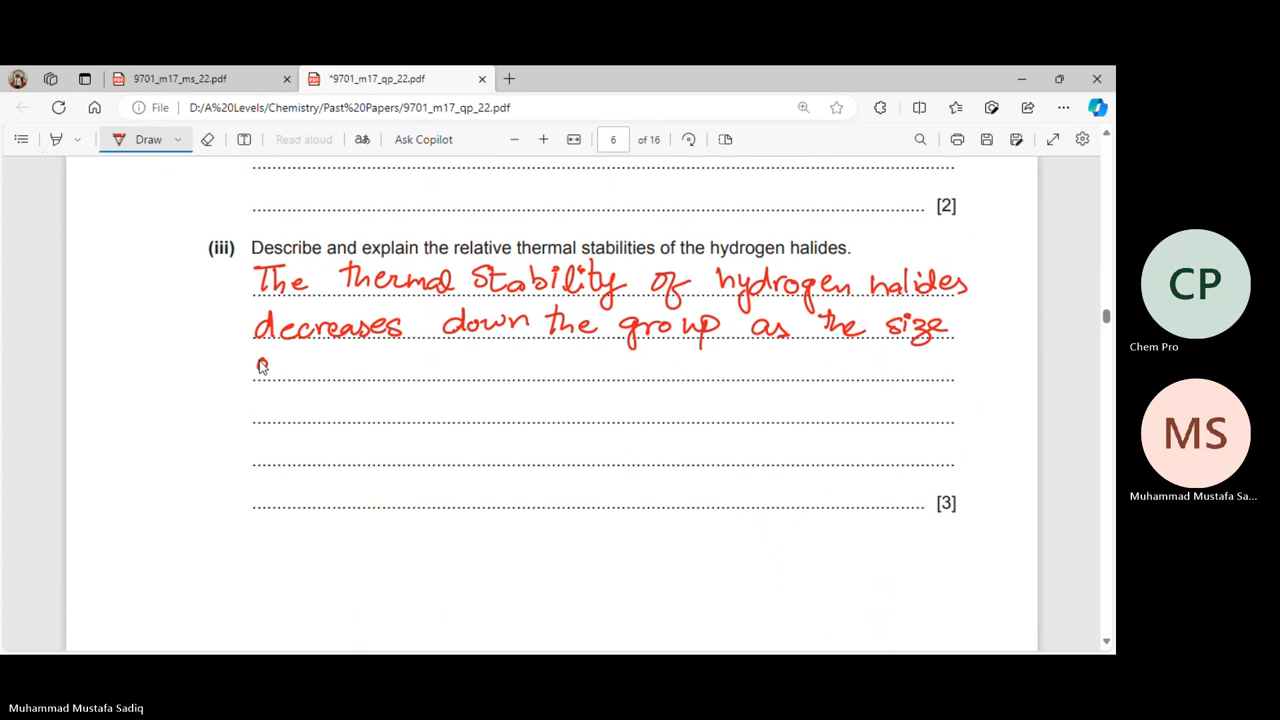 9701_m17_ms_22.pdf
*9701_m17_qp_22.pdf
File D:/A%20Levels/Chemistry/Past%20Papers/9701_m17_qp_22.pdf
Draw Read aloud aあ Ask Copilot 6 of 16
[2]
(iii) Describe and explain the relative thermal stabilities of the hydrogen halides.
The thermal stability of hydrogen halides
decreases down the group as the size
[3]
CP
Chem Pro
MS
Muhammad Mustafa Sa...
Muhammad Mustafa Sadiq